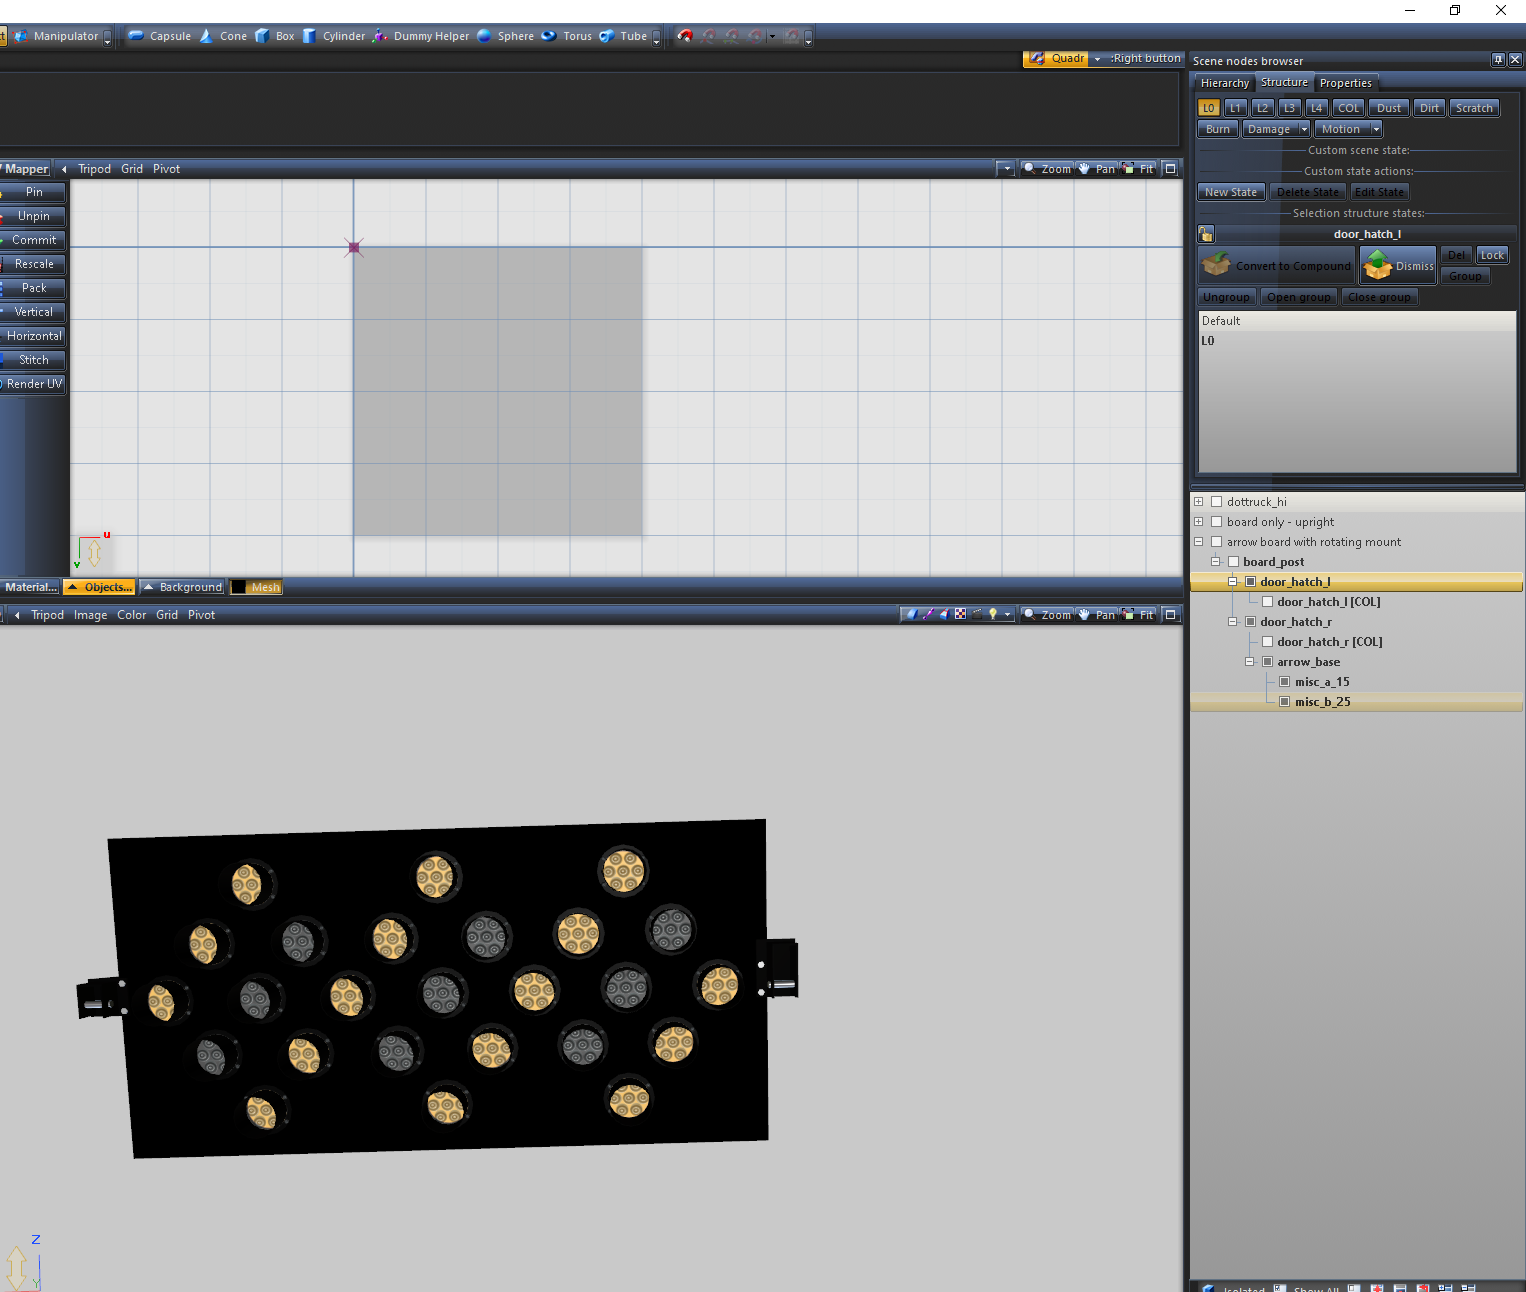 Manipulator Capsule Cone Box Cylinder Dummy Helper Sphere Torus Tube
Quadr :Right button
Scene nodes browser
Hierarchy Structure Properties
L0 L1 L2 L3 L4 COL Dust Dirt Scratch
Burn Damage Motion
Custom scene state:
Custom state actions:
New State Delete State Edit State
Selection structure states:
door_hatch_l
Convert to Compound Dismiss Del Lock
Group
Ungroup Open group Close group
Default
L0
Mapper Tripod Grid Pivot Zoom Pan Fit
Pin
Unpin
Commit
Rescale
Pack
Vertical
Horizontal
Stitch
Render UV
u
v
Material... Objects... Background Mesh
Tripod Image Color Grid Pivot Zoom Pan Fit
dottruck_hi
board only - upright
arrow board with rotating mount
board_post
door_hatch_l
door_hatch_l [COL]
door_hatch_r
door_hatch_r [COL]
arrow_base
misc_a_15
misc_b_25
Z
Y
Isolated Show All